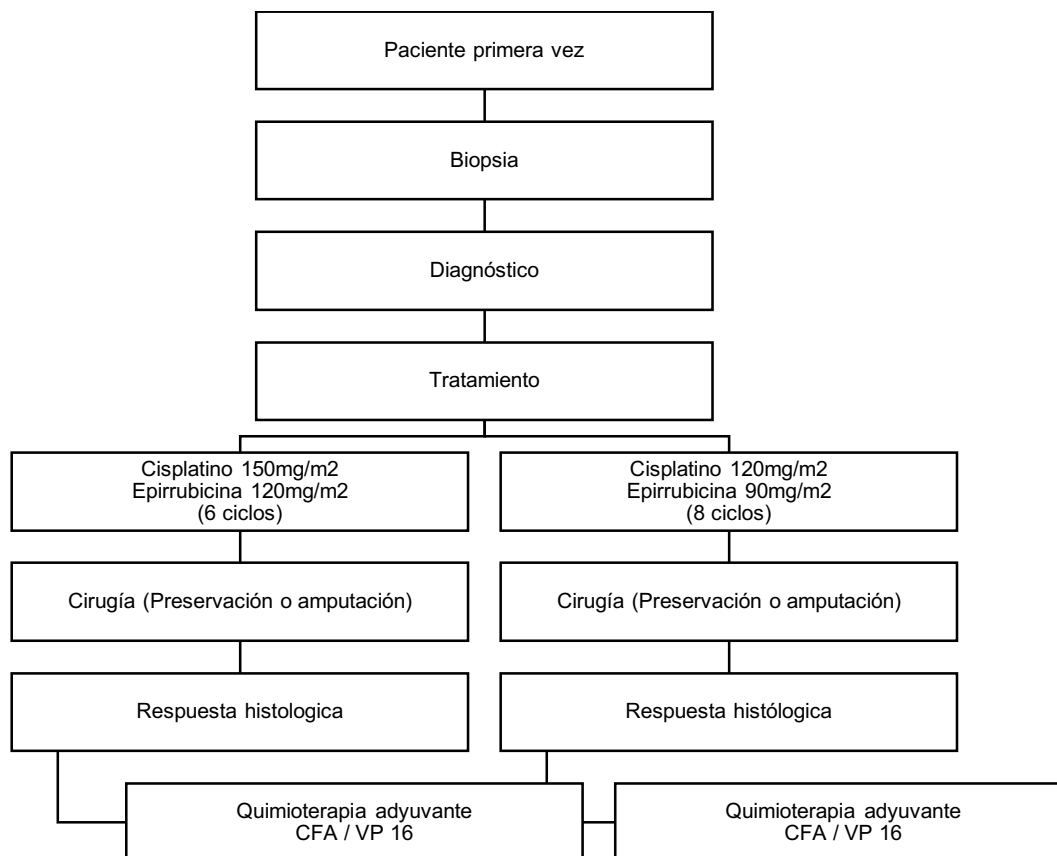 Paciente primera vez
Biopsia
Diagnóstico
Tratamiento
Cisplatino 150mg/m2
Epirrubicina 120mg/m2
(6 ciclos)
Cisplatino 120mg/m2
Epirrubicina 90mg/m2
(8 ciclos)
Cirugía (Preservación o amputación)
Cirugía (Preservación o amputación)
Respuesta histologica
Respuesta histólogica
Quimioterapia adyuvante
CFA / VP 16
Quimioterapia adyuvante
CFA / VP 16